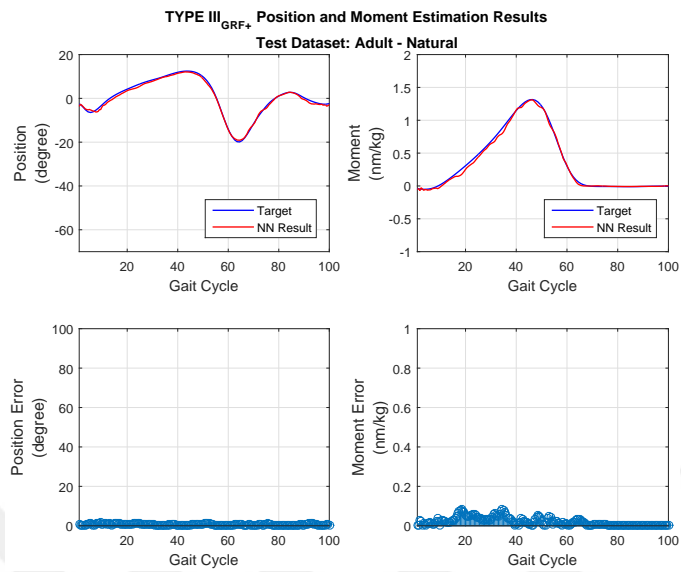 TYPE III_GRF+ Position and Moment Estimation Results
Test Dataset: Adult - Natural
20
0
-20
-40
-60
Position
(degree)
Target
NN Result
20 40 60 80 100
Gait Cycle
2
1.5
1
0.5
0
-0.5
-1
Moment
(nm/kg)
Target
NN Result
20 40 60 80 100
Gait Cycle
100
80
60
40
20
0
Position Error
(degree)
20 40 60 80 100
Gait Cycle
1
0.8
0.6
0.4
0.2
0
Moment Error
(nm/kg)
20 40 60 80 100
Gait Cycle